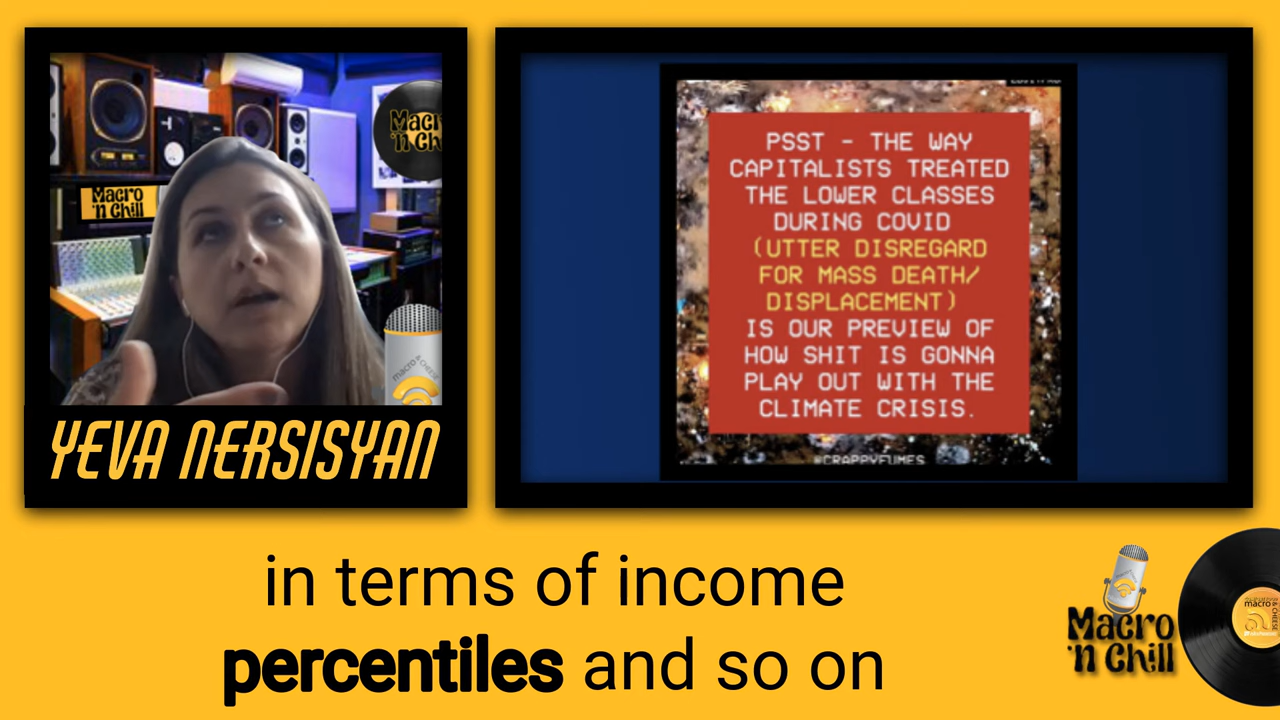 Macro
'N Chill
YEVA NERSISYAN
PSST - THE WAY
CAPITALISTS TREATED
THE LOWER CLASSES
DURING COVID
(UTTER DISREGARD
FOR MASS DEATH/
DISPLACEMENT)
IS OUR PREVIEW OF
HOW SHIT IS GONNA
PLAY OUT WITH THE
CLIMATE CRISIS.
@CRAPPYFUMES
in terms of income
percentiles and so on
Macro
'N Chill
macro
& CHEESE